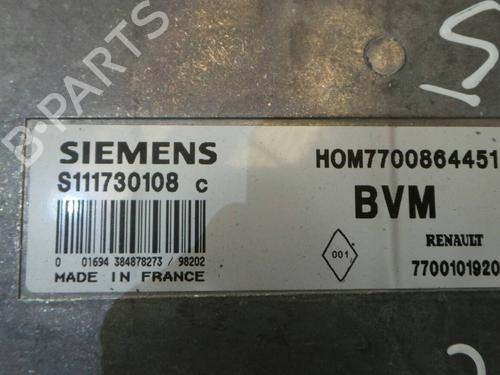 B-PARTS
SIEMENS
S111730108 C
0 01694 384878273 / 98202
MADE IN FRANCE
HOM7700864451
BVM
001
RENAULT
7700101920